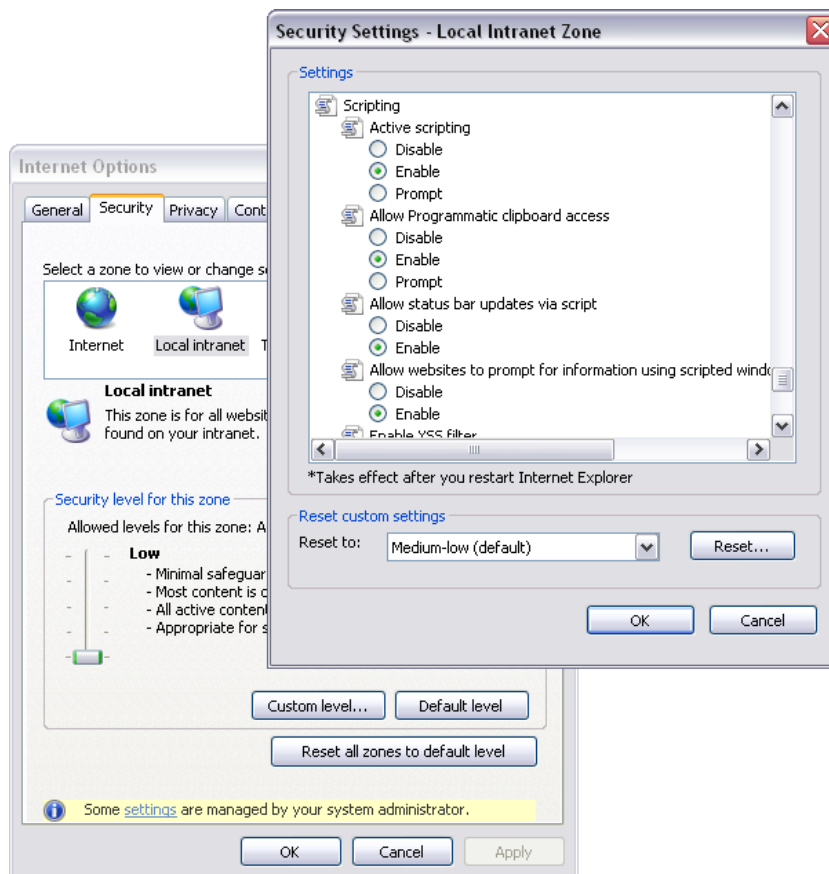 Security Settings - Local Intranet Zone
Settings
Scripting
Active scripting
Disable
Enable
Prompt
Allow Programmatic clipboard access
Disable
Enable
Prompt
Allow status bar updates via script
Disable
Enable
Allow websites to prompt for information using scripted windo
Disable
Enable
Enable XSS filter
*Takes effect after you restart Internet Explorer
Reset custom settings
Reset to: Medium-low (default) Reset...
OK Cancel
Internet Options
General Security Privacy Cont
Select a zone to view or change s
Internet Local intranet T
Local intranet
This zone is for all websit
found on your intranet.
Security level for this zone
Allowed levels for this zone: A
Low
- Minimal safeguar
- Most content is d
- All active content
- Appropriate for s
Custom level... Default level
Reset all zones to default level
Some settings are managed by your system administrator.
OK Cancel Apply